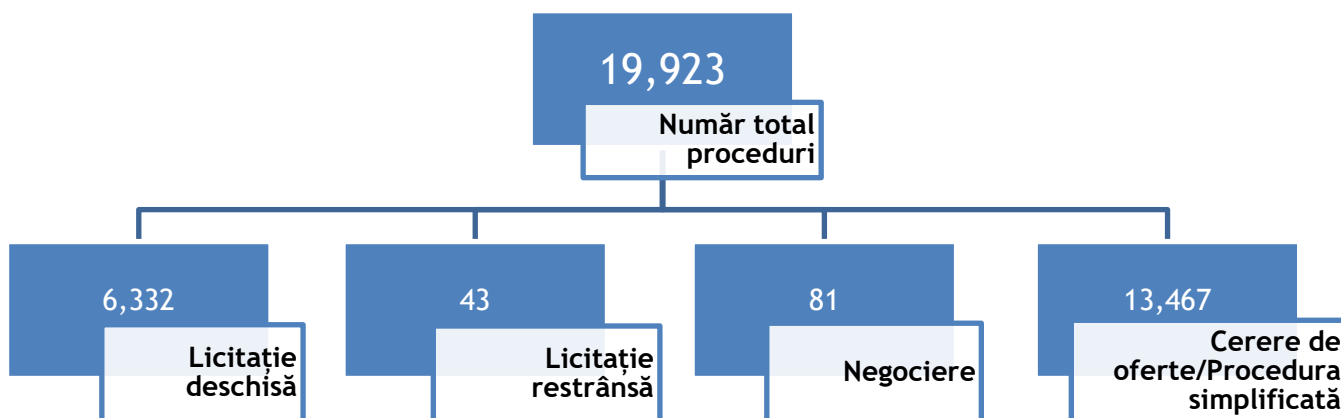 19,923
Număr total
proceduri
6,332
Licitație
deschisă
43
Licitație
restrânsă
81
Negociere
13,467
Cerere de
oferte/Procedura
simplificată